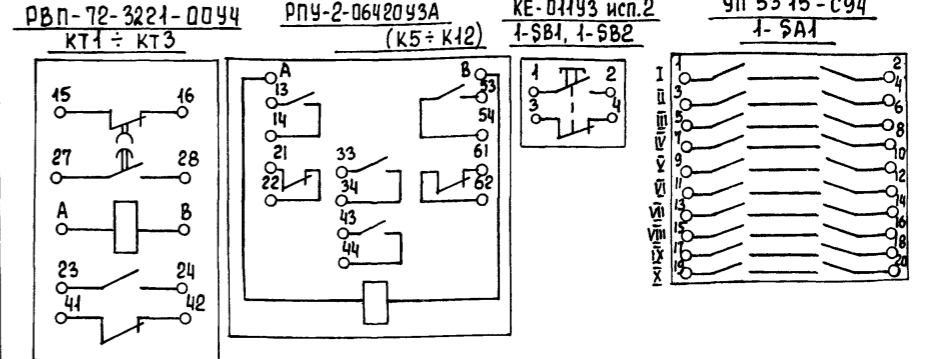 РВП-72-3221-00У4
КТ1 ÷ КТ3
15 16
27 28
А В
23 24
41 42
РПУ-2-06420У3А
(К5÷К12)
А В
13 53
14 54
21 33 61
22 34 62
43
44
КЕ-011У3 исп.2
1-SB1, 1-SB2
1 2
3 4
УП 5315-С94
1-SA1
I 1 2
II 3 4
III 5 6
IV 7 8
V 9 10
VI 11 12
VII 13 14
VIII 15 16
IX 17 18
X 19 20